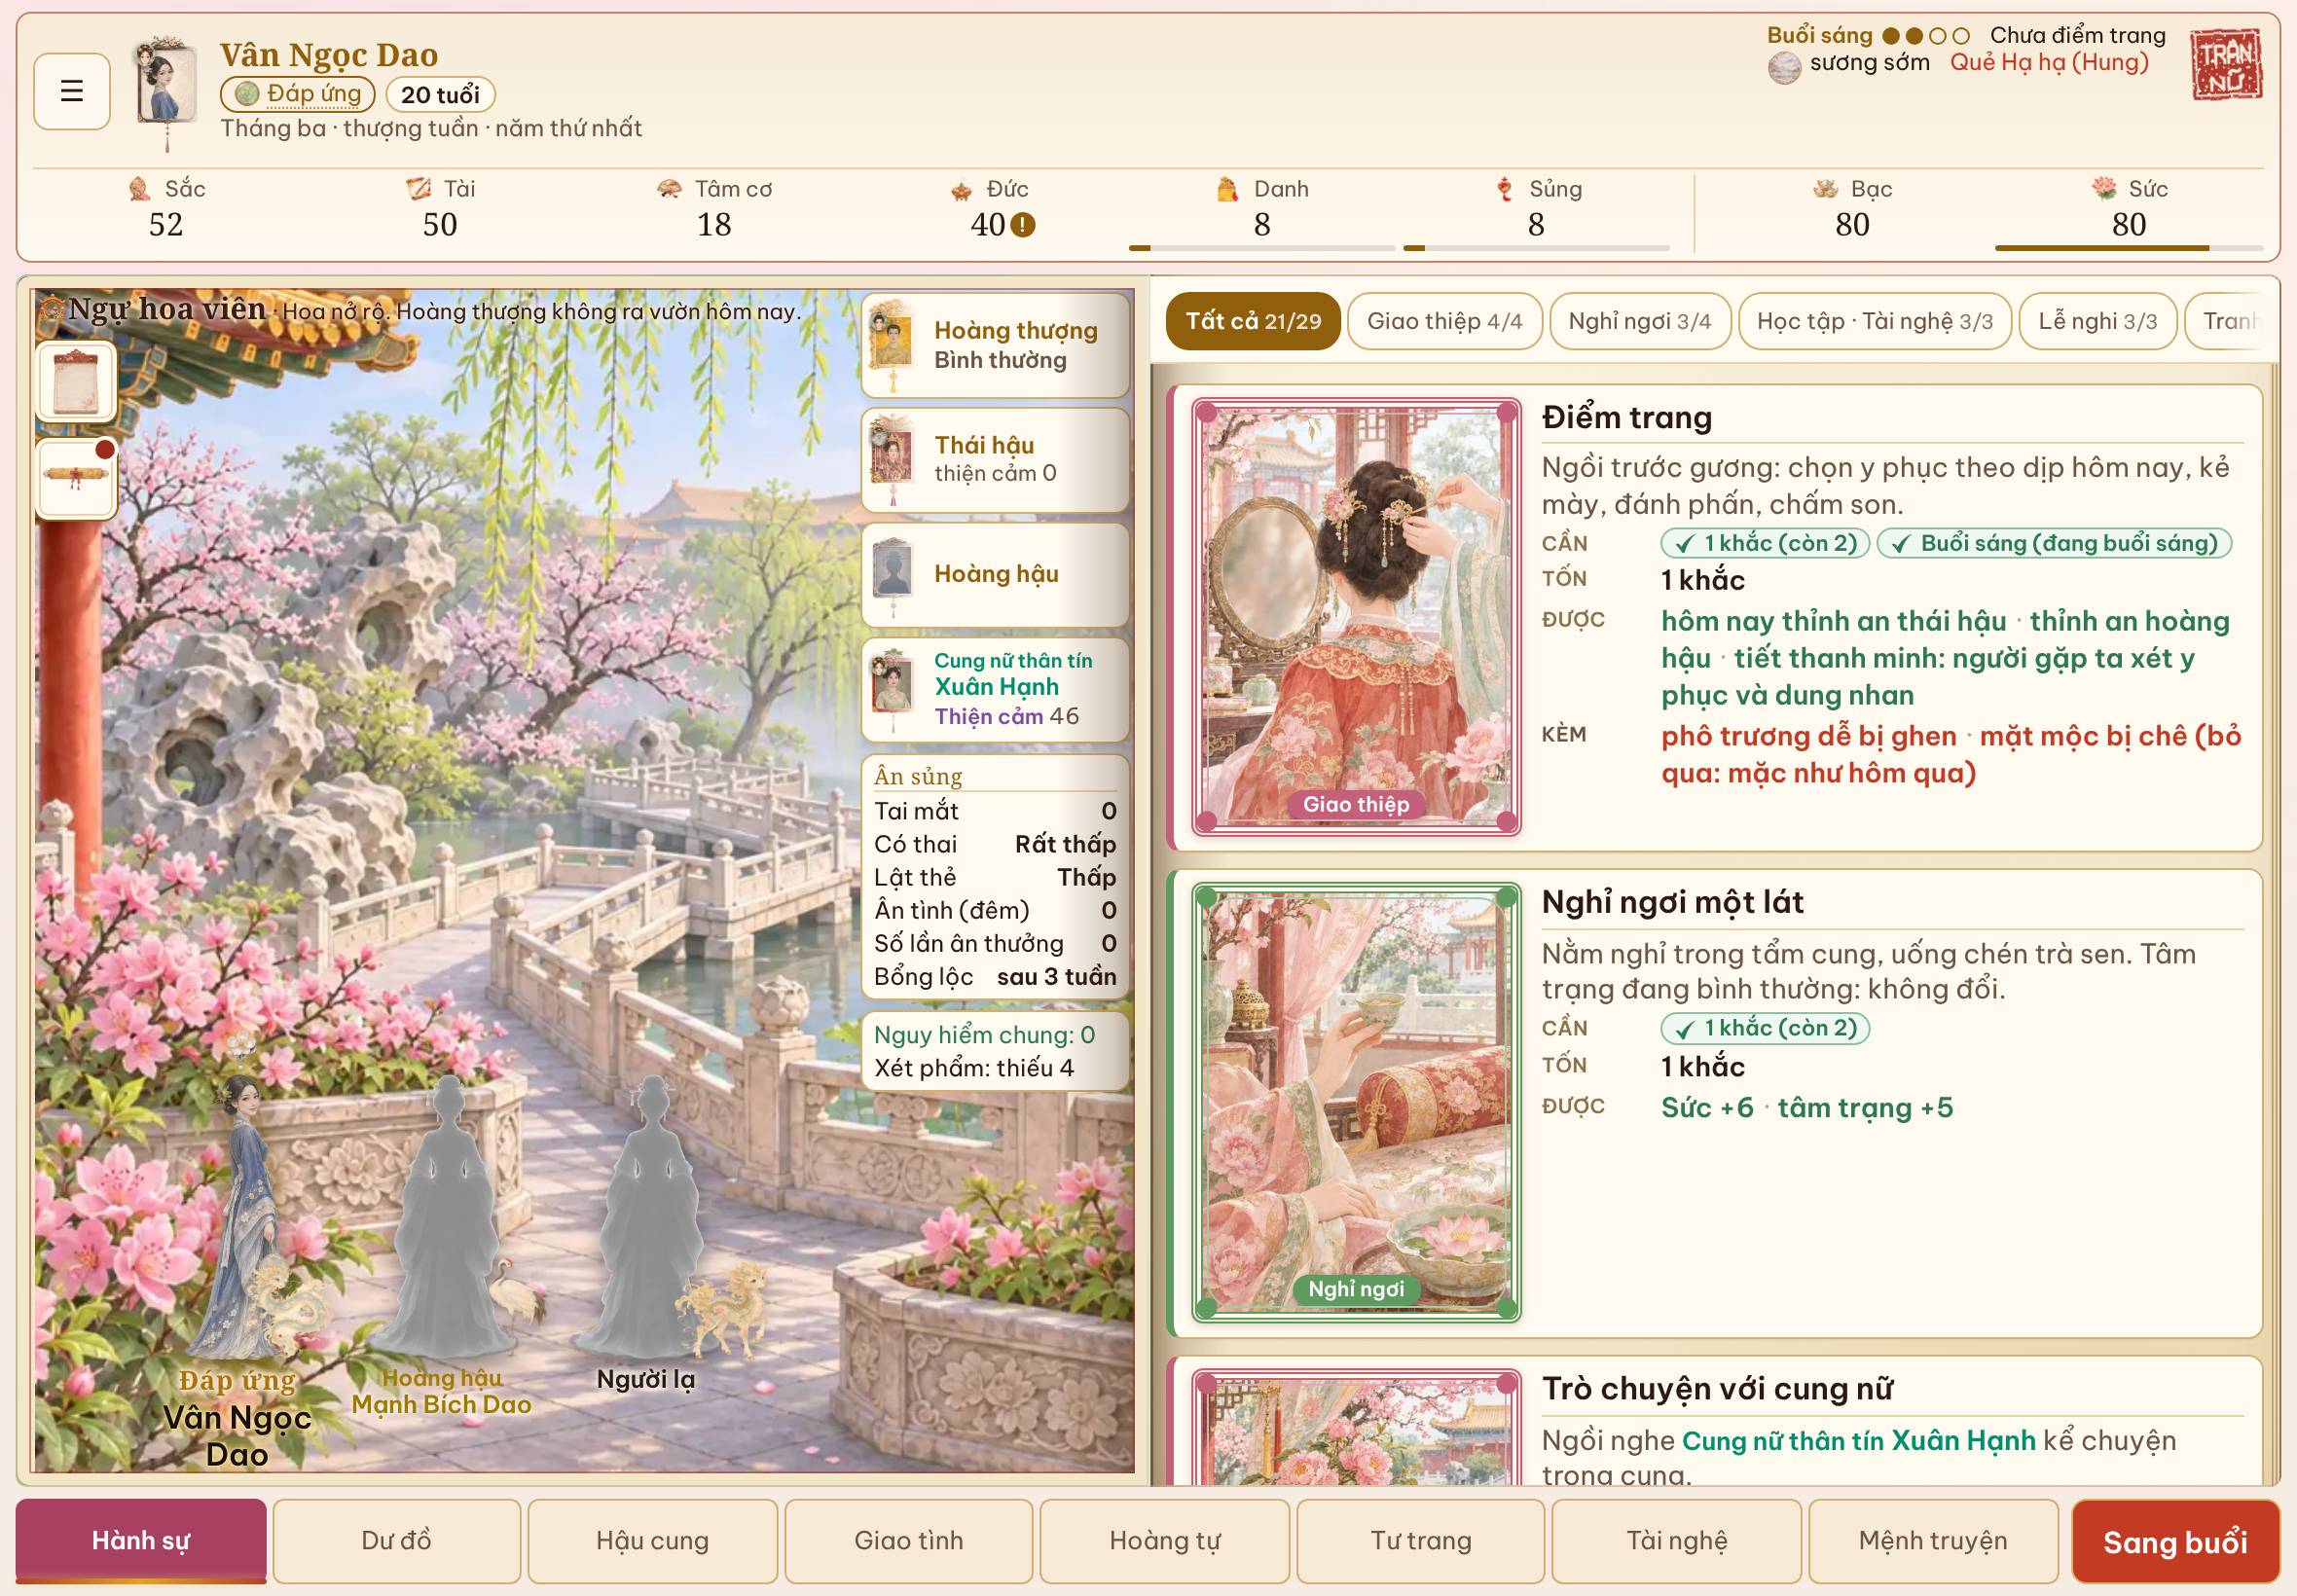 ☰
Vân Ngọc Dao
Đáp ứng
20 tuổi
Tháng ba · thượng tuần · năm thứ nhất
Buổi sáng
Chưa điểm trang
sương sớm
Quẻ Hạ hạ (Hung)
TRÂN
NỮ
Sắc
52
Tài
50
Tâm cơ
18
Đức
40 !
Danh
8
Sủng
8
Bạc
80
Sức
80
Ngự hoa viên · Hoa nở rộ. Hoàng thượng không ra vườn hôm nay.
Hoàng thượng
Bình thường
Thái hậu
thiện cảm 0
Hoàng hậu
Cung nữ thân tín
Xuân Hạnh
Thiện cảm 46
Ân sủng
Tai mắt 0
Có thai Rất thấp
Lật thẻ Thấp
Ân tình (đêm) 0
Số lần ân thưởng 0
Bổng lộc sau 3 tuần
Nguy hiểm chung: 0
Xét phẩm: thiếu 4
Đáp ứng
Vân Ngọc
Dao
Hoàng hậu
Mạnh Bích Dao
Người lạ
Tất cả 21/29
Giao thiệp 4/4
Nghỉ ngơi 3/4
Học tập · Tài nghệ 3/3
Lễ nghi 3/3
Tranh
Điểm trang
Ngồi trước gương: chọn y phục theo dịp hôm nay, kẻ
mày, đánh phấn, chấm son.
CẦN ✓ 1 khắc (còn 2) ✓ Buổi sáng (đang buổi sáng)
TỐN 1 khắc
ĐƯỢC hôm nay thỉnh an thái hậu · thỉnh an hoàng
hậu · tiết thanh minh: người gặp ta xét y
phục và dung nhan
KÈM phô trương dễ bị ghen · mặt mộc bị chê (bỏ
qua: mặc như hôm qua)
Giao thiệp
Nghỉ ngơi một lát
Nằm nghỉ trong tẩm cung, uống chén trà sen. Tâm
trạng đang bình thường: không đổi.
CẦN ✓ 1 khắc (còn 2)
TỐN 1 khắc
ĐƯỢC Sức +6 · tâm trạng +5
Nghỉ ngơi
Trò chuyện với cung nữ
Ngồi nghe Cung nữ thân tín Xuân Hạnh kể chuyện
trong cung.
Hành sự
Dư đồ
Hậu cung
Giao tình
Hoàng tự
Tư trang
Tài nghệ
Mệnh truyện
Sang buổi